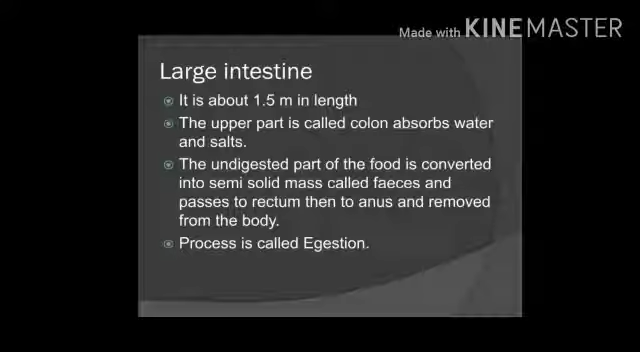 Made with KINEMASTER
Large intestine
It is about 1.5 m in length
The upper part is called colon absorbs water
and salts.
The undigested part of the food is converted
into semi solid mass called faeces and
passes to rectum then to anus and removed
from the body.
Process is called Egestion.